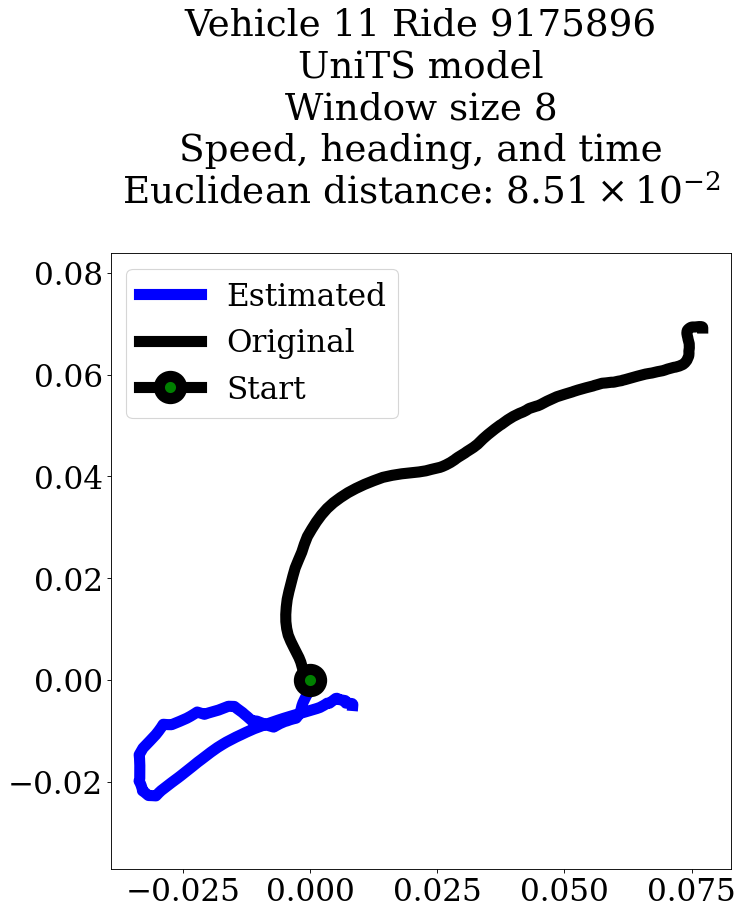 Vehicle 11 Ride 9175896
UniTS model
Window size 8
Speed, heading, and time
Euclidean distance: 8.51 × 10⁻²
0.08
0.06
0.04
0.02
0.00
−0.02
Estimated
Original
Start
−0.025 0.000 0.025 0.050 0.075